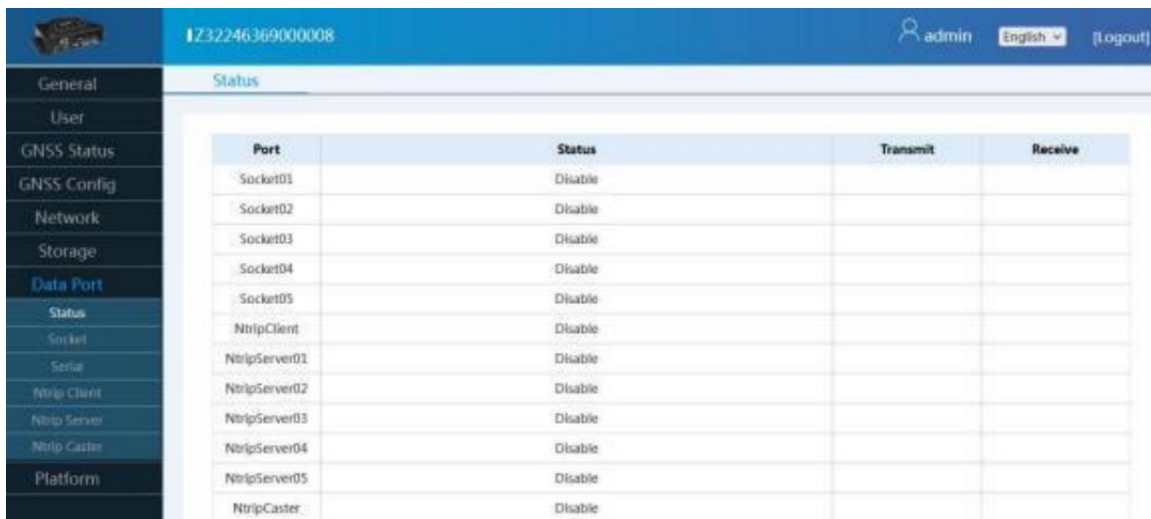 IZ32246369000008
admin
English
[Logout]
General
User
GNSS Status
GNSS Config
Network
Storage
Data Port
Status
Socket
Serial
Ntrip Client
Ntrip Server
Ntrip Caster
Platform
Status
Port Status Transmit Receive
Socket01 Disable
Socket02 Disable
Socket03 Disable
Socket04 Disable
Socket05 Disable
NtripClient Disable
NtripServer01 Disable
NtripServer02 Disable
NtripServer03 Disable
NtripServer04 Disable
NtripServer05 Disable
NtripCaster Disable